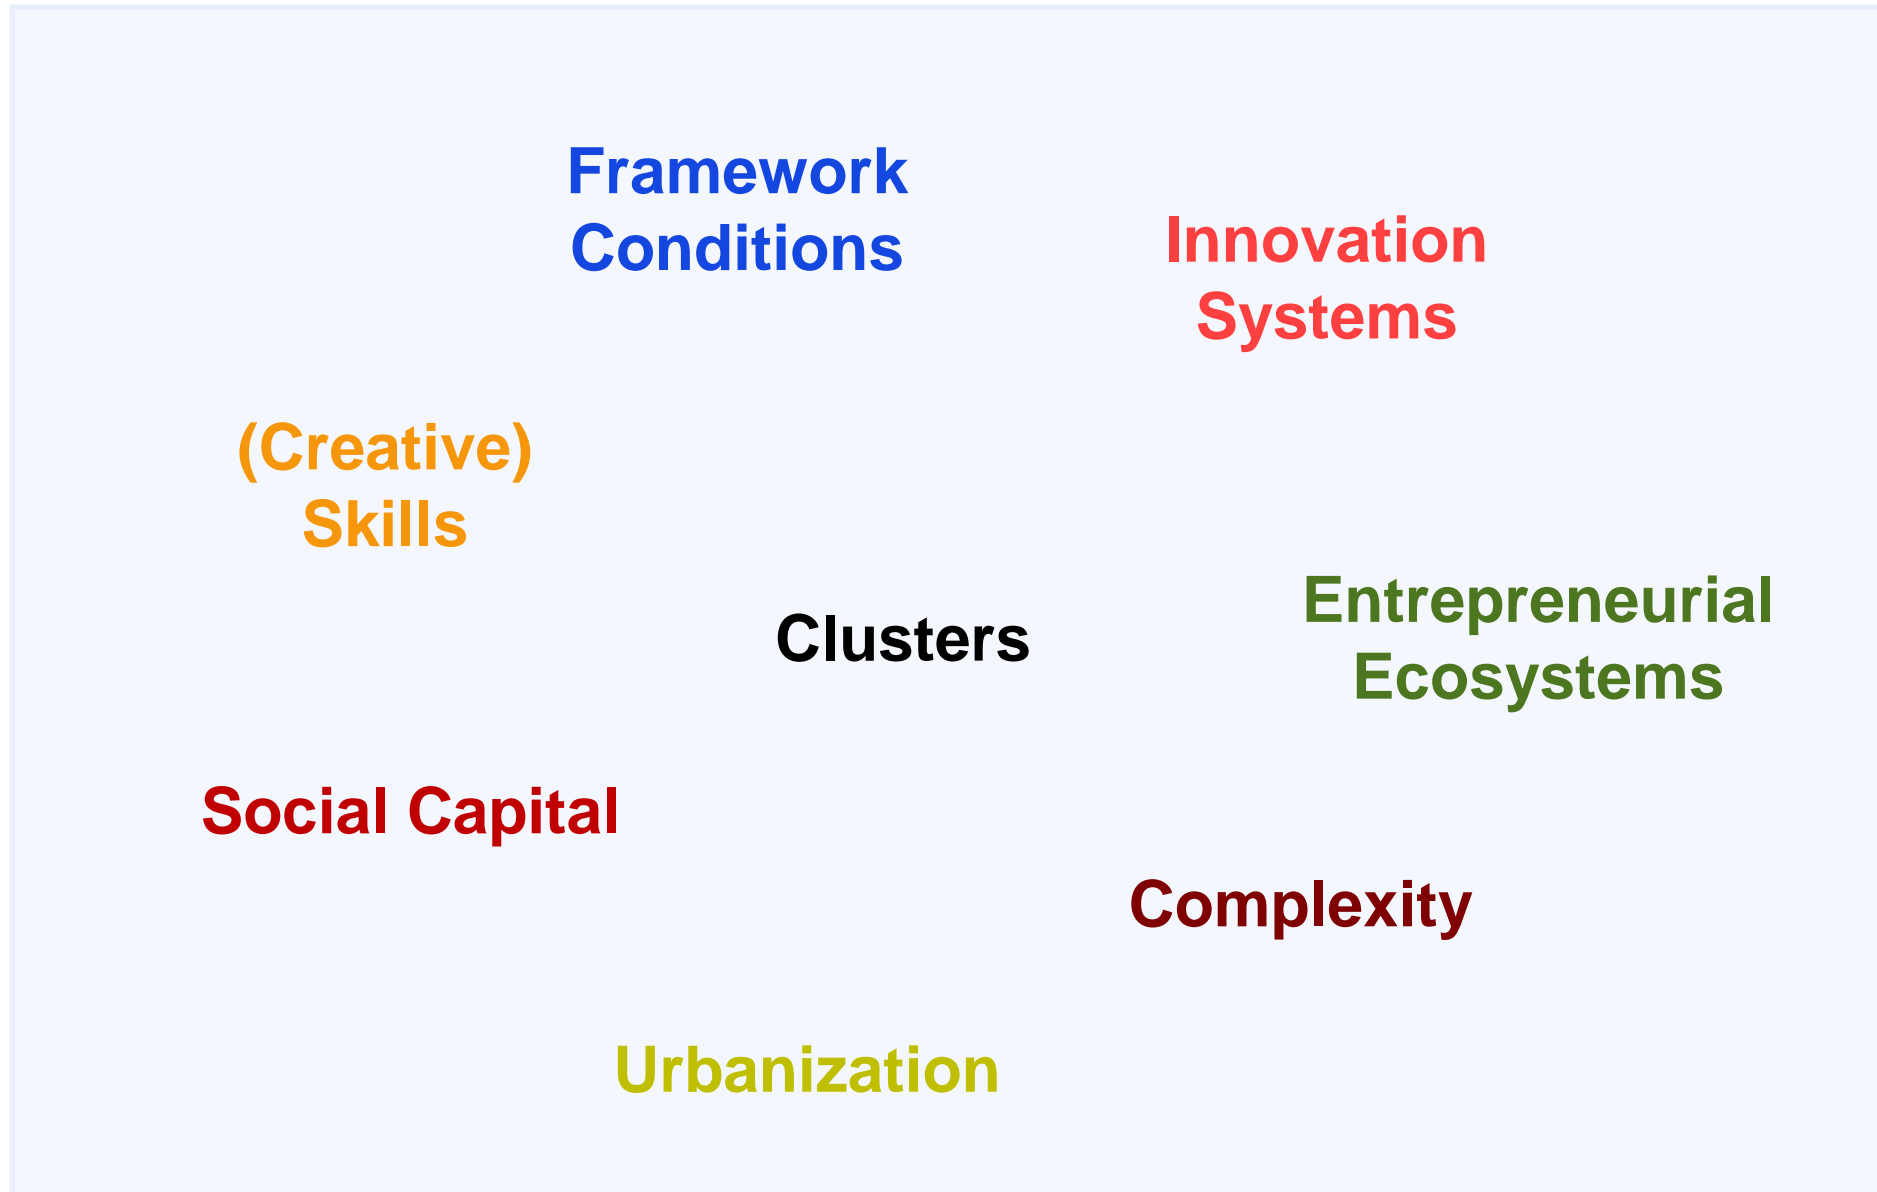 Framework
Conditions
Innovation
Systems
(Creative)
Skills
Entrepreneurial
Ecosystems
Clusters
Social Capital
Complexity
Urbanization